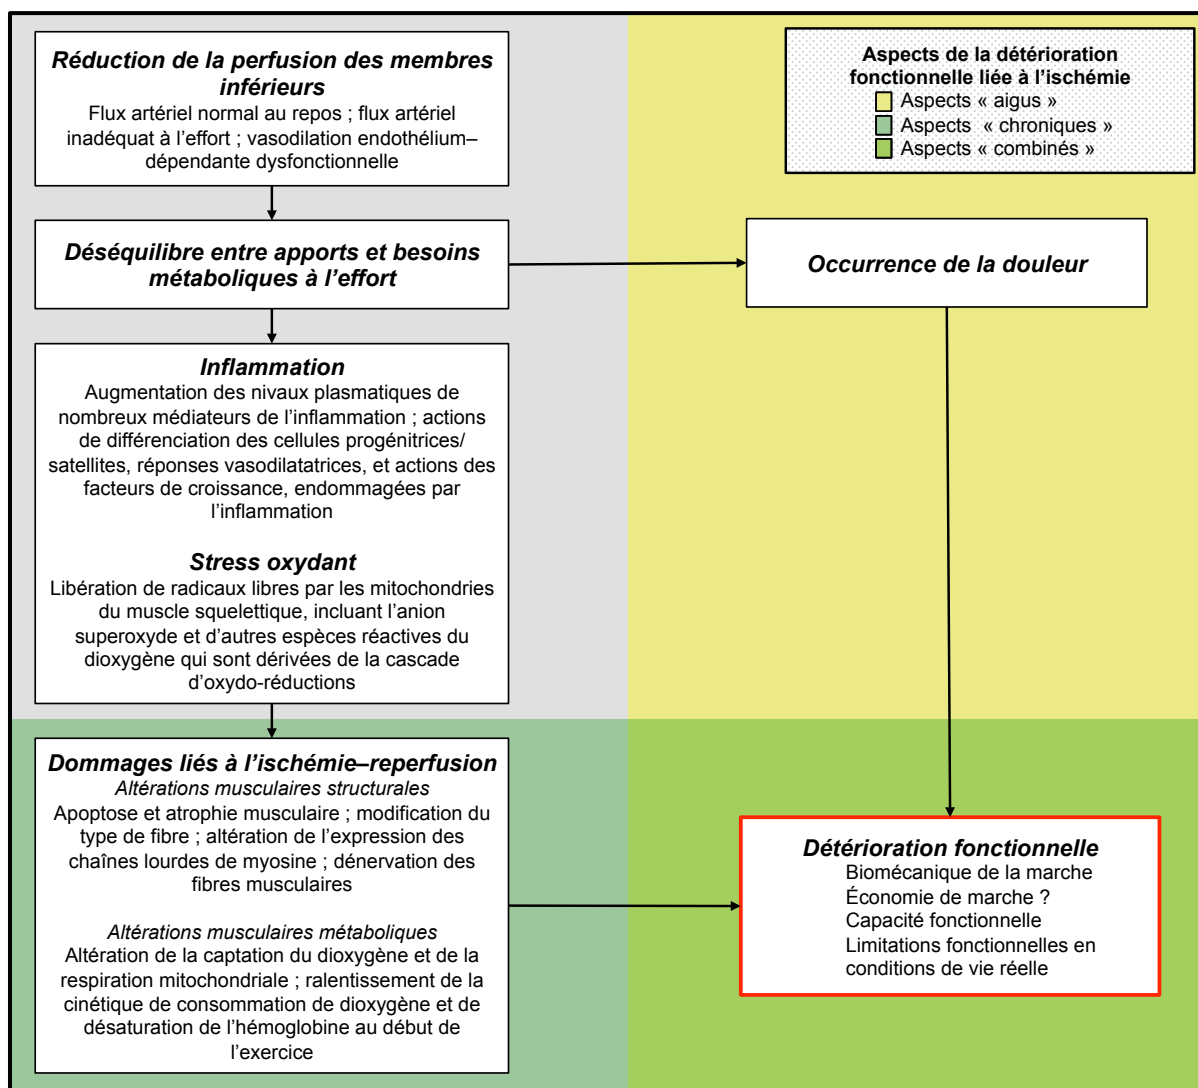 Réduction de la perfusion des membres
inférieurs
Flux artériel normal au repos ; flux artériel
inadéquat à l’effort ; vasodilation endothélium–
dépendante dysfonctionnelle
Aspects de la détérioration
fonctionnelle liée à l’ischémie
Aspects « aigus »
Aspects « chroniques »
Aspects « combinés »
Déséquilibre entre apports et besoins
métaboliques à l’effort
Occurrence de la douleur
Inflammation
Augmentation des nivaux plasmatiques de
nombreux médiateurs de l’inflammation ; actions
de différenciation des cellules progénitrices/
satellites, réponses vasodilatatrices, et actions des
facteurs de croissance, endommagées par
l’inflammation
Stress oxydant
Libération de radicaux libres par les mitochondries
du muscle squelettique, incluant l’anion
superoxyde et d’autres espèces réactives du
dioxygène qui sont dérivées de la cascade
d’oxydo-réductions
Dommages liés à l’ischémie–reperfusion
Altérations musculaires structurales
Apoptose et atrophie musculaire ; modification du
type de fibre ; altération de l’expression des
chaînes lourdes de myosine ; dénervation des
fibres musculaires
Altérations musculaires métaboliques
Altération de la captation du dioxygène et de la
respiration mitochondriale ; ralentissement de la
cinétique de consommation de dioxygène et de
désaturation de l’hémoglobine au début de
l’exercice
Détérioration fonctionnelle
Biomécanique de la marche
Économie de marche ?
Capacité fonctionnelle
Limitations fonctionnelles en
conditions de vie réelle